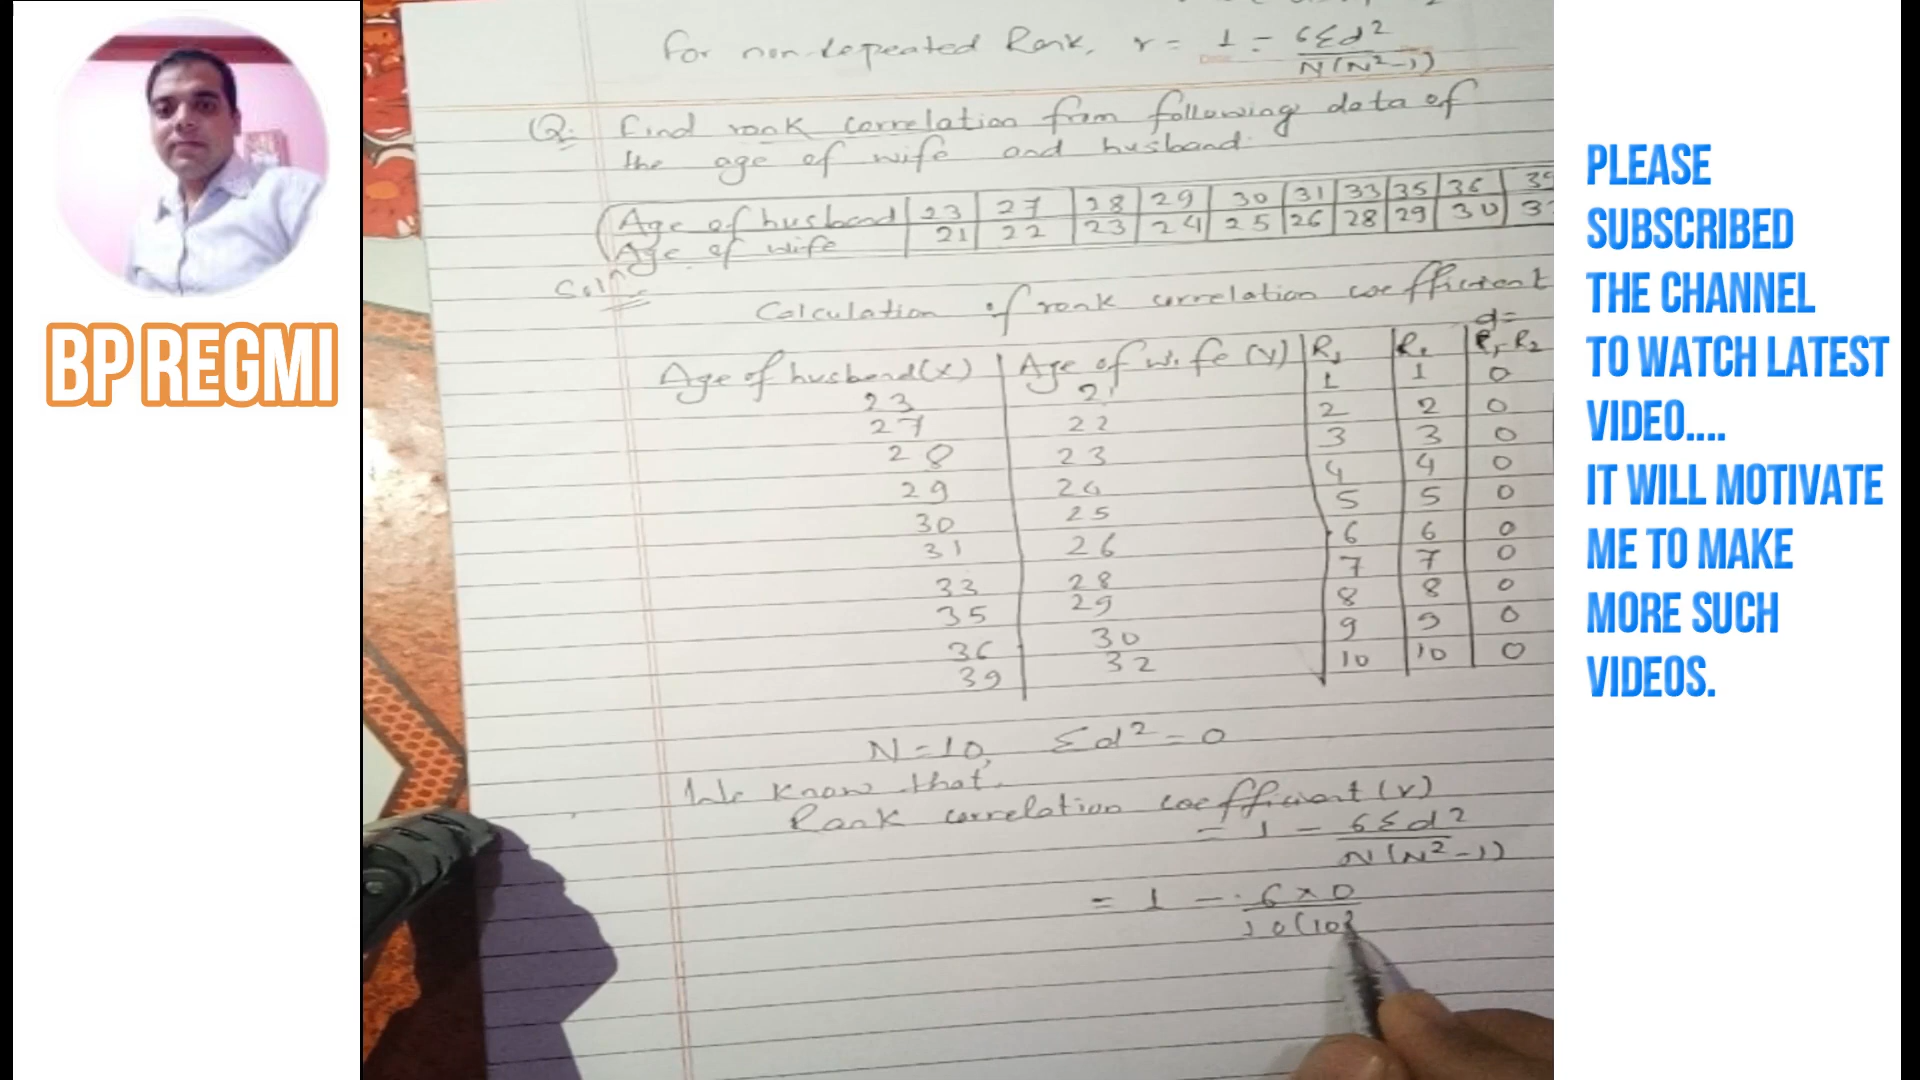 BP REGMI
For non-repeated Rank, r = 1 - 6Σd²
N(N²-1)
Q. Find rank correlation from following data of
the age of wife and husband.
Age of husband 23 27 28 29 30 31 33 35 36 39
Age of wife 21 22 23 24 25 26 28 29 30
Solⁿ
Calculation of rank correlation coefficient
d=
Age of husband(x) Age of wife (y) R₁ R₂ R₁-R₂
23 21 1 1 0
27 22 2 2 0
28 23 3 3 0
29 24 4 4 0
30 25 5 5 0
31 26 6 6 0
33 28 7 7 0
35 29 8 8 0
36 30 9 9 0
39 32 10 10 0
N=10, Σd²=0
We know that,
Rank correlation coefficient (r)
= 1 - 6Σd²
N(N²-1)
= 1 - 6×0
10(10²
PLEASE
SUBSCRIBED
THE CHANNEL
TO WATCH LATEST
VIDEO....
IT WILL MOTIVATE
ME TO MAKE
MORE SUCH
VIDEOS.